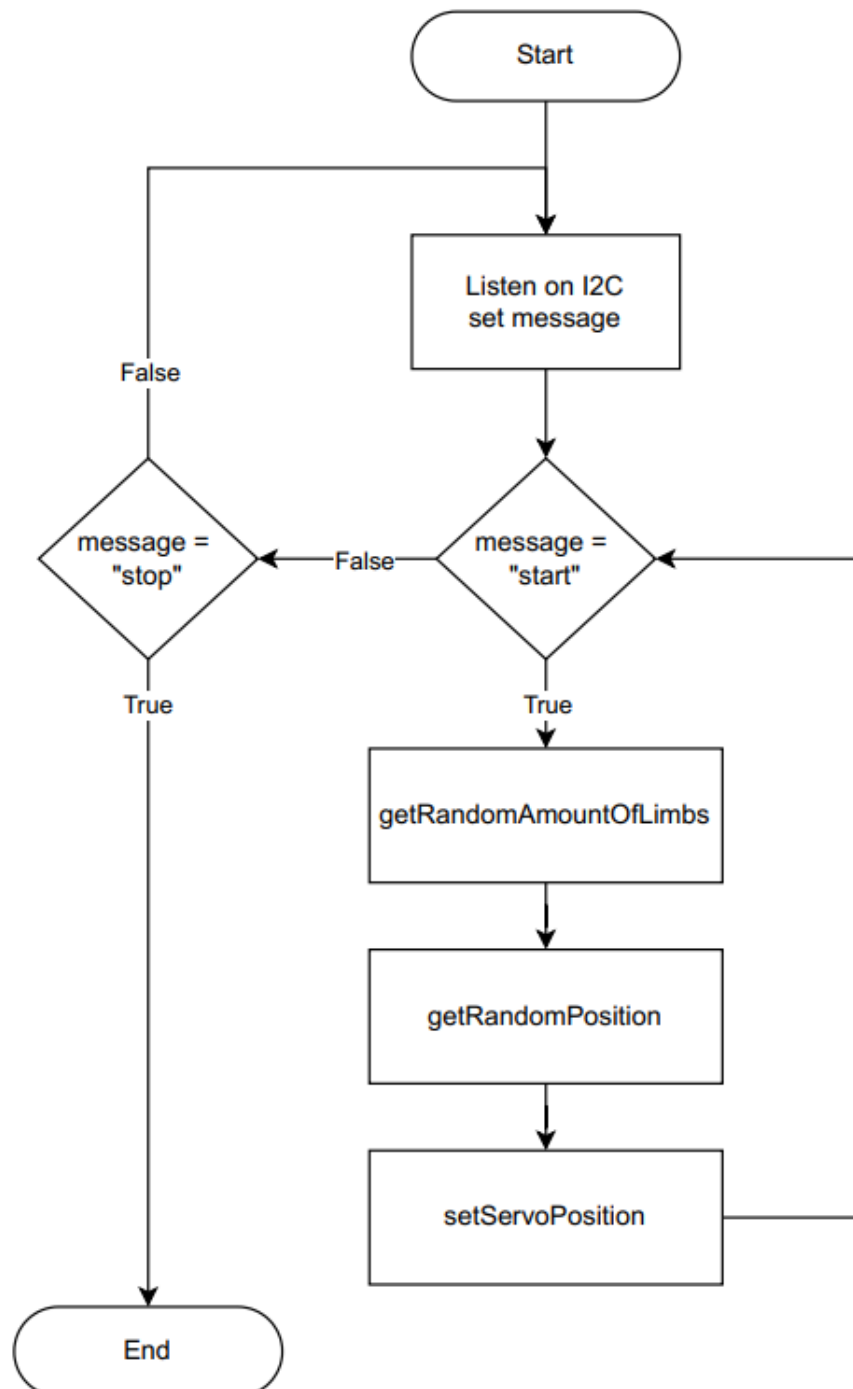 Start
Listen on I2C
set message
False
message =
"stop"
False
message =
"start"
True
True
getRandomAmountOfLimbs
getRandomPosition
setServoPosition
End